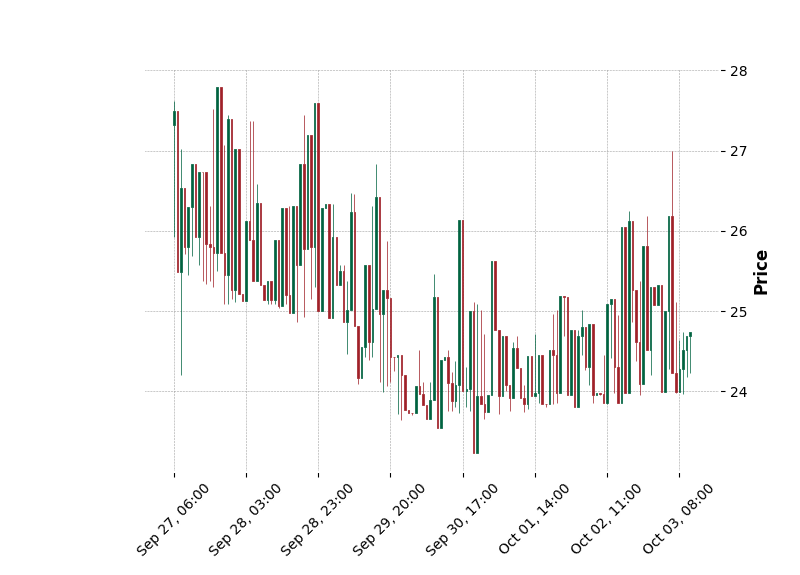 28
27
26
25
24
Price
Sep 27, 06:00
Sep 28, 03:00
Sep 28, 23:00
Sep 29, 20:00
Sep 30, 17:00
Oct 01, 14:00
Oct 02, 11:00
Oct 03, 08:00